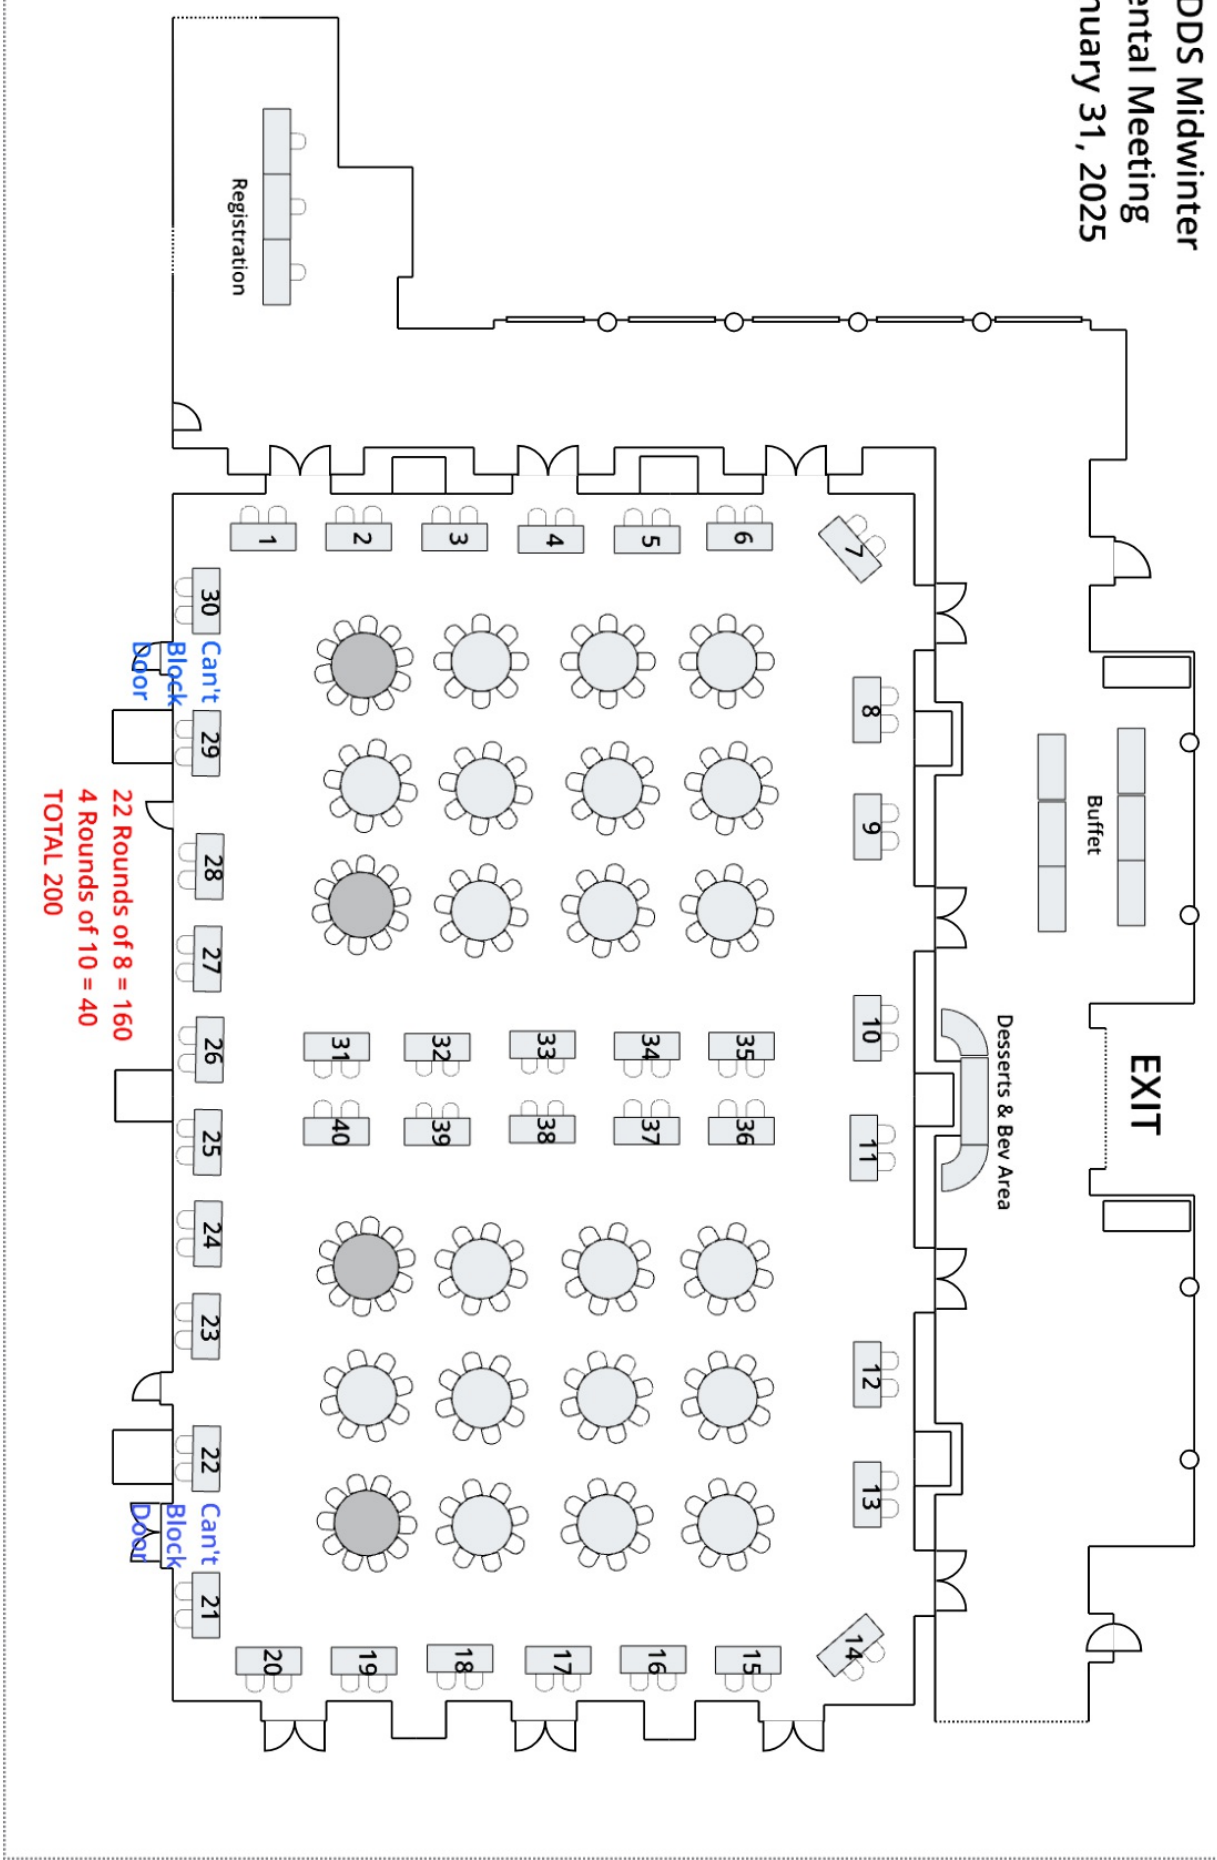 DDS Midwinter
ental Meeting
nuary 31, 2025
Registration
1
2
3
4
5
6
7
8
9
10
11
12
13
14
15
16
17
18
19
20
21
22
23
24
25
26
27
28
29
30
31
32
33
34
35
36
37
38
39
40
Can't
Block
Door
Can't
Block
Door
Buffet
Desserts & Bev Area
EXIT
22 Rounds of 8 = 160
4 Rounds of 10 = 40
TOTAL 200